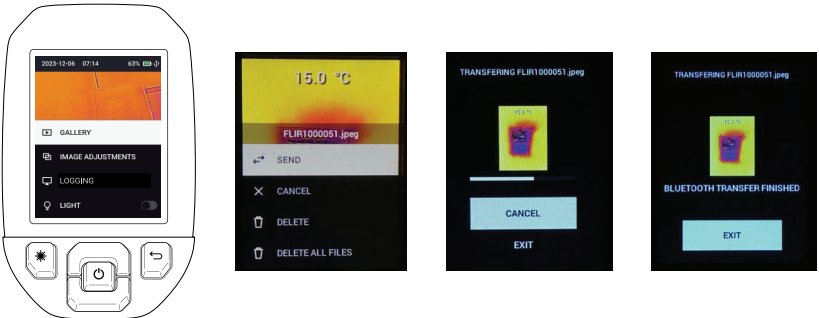 2023-12-06 07:14 63%
GALLERY
IMAGE ADJUSTMENTS
LOGGING
LIGHT
15.0 °C
FLIR1000051.jpeg
SEND
CANCEL
DELETE
DELETE ALL FILES
TRANSFERING FLIR1000051.jpeg
CANCEL
EXIT
TRANSFERING FLIR1000051.jpeg
BLUETOOTH TRANSFER FINISHED
EXIT